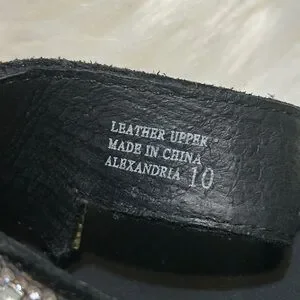 LEATHER UPPER
MADE IN CHINA
ALEXANDRIA 10